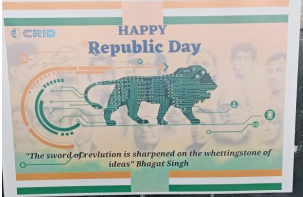 CRID
HAPPY
Republic Day
"The sword of revlution is sharpened on the whettingstone of
ideas" Bhagat Singh